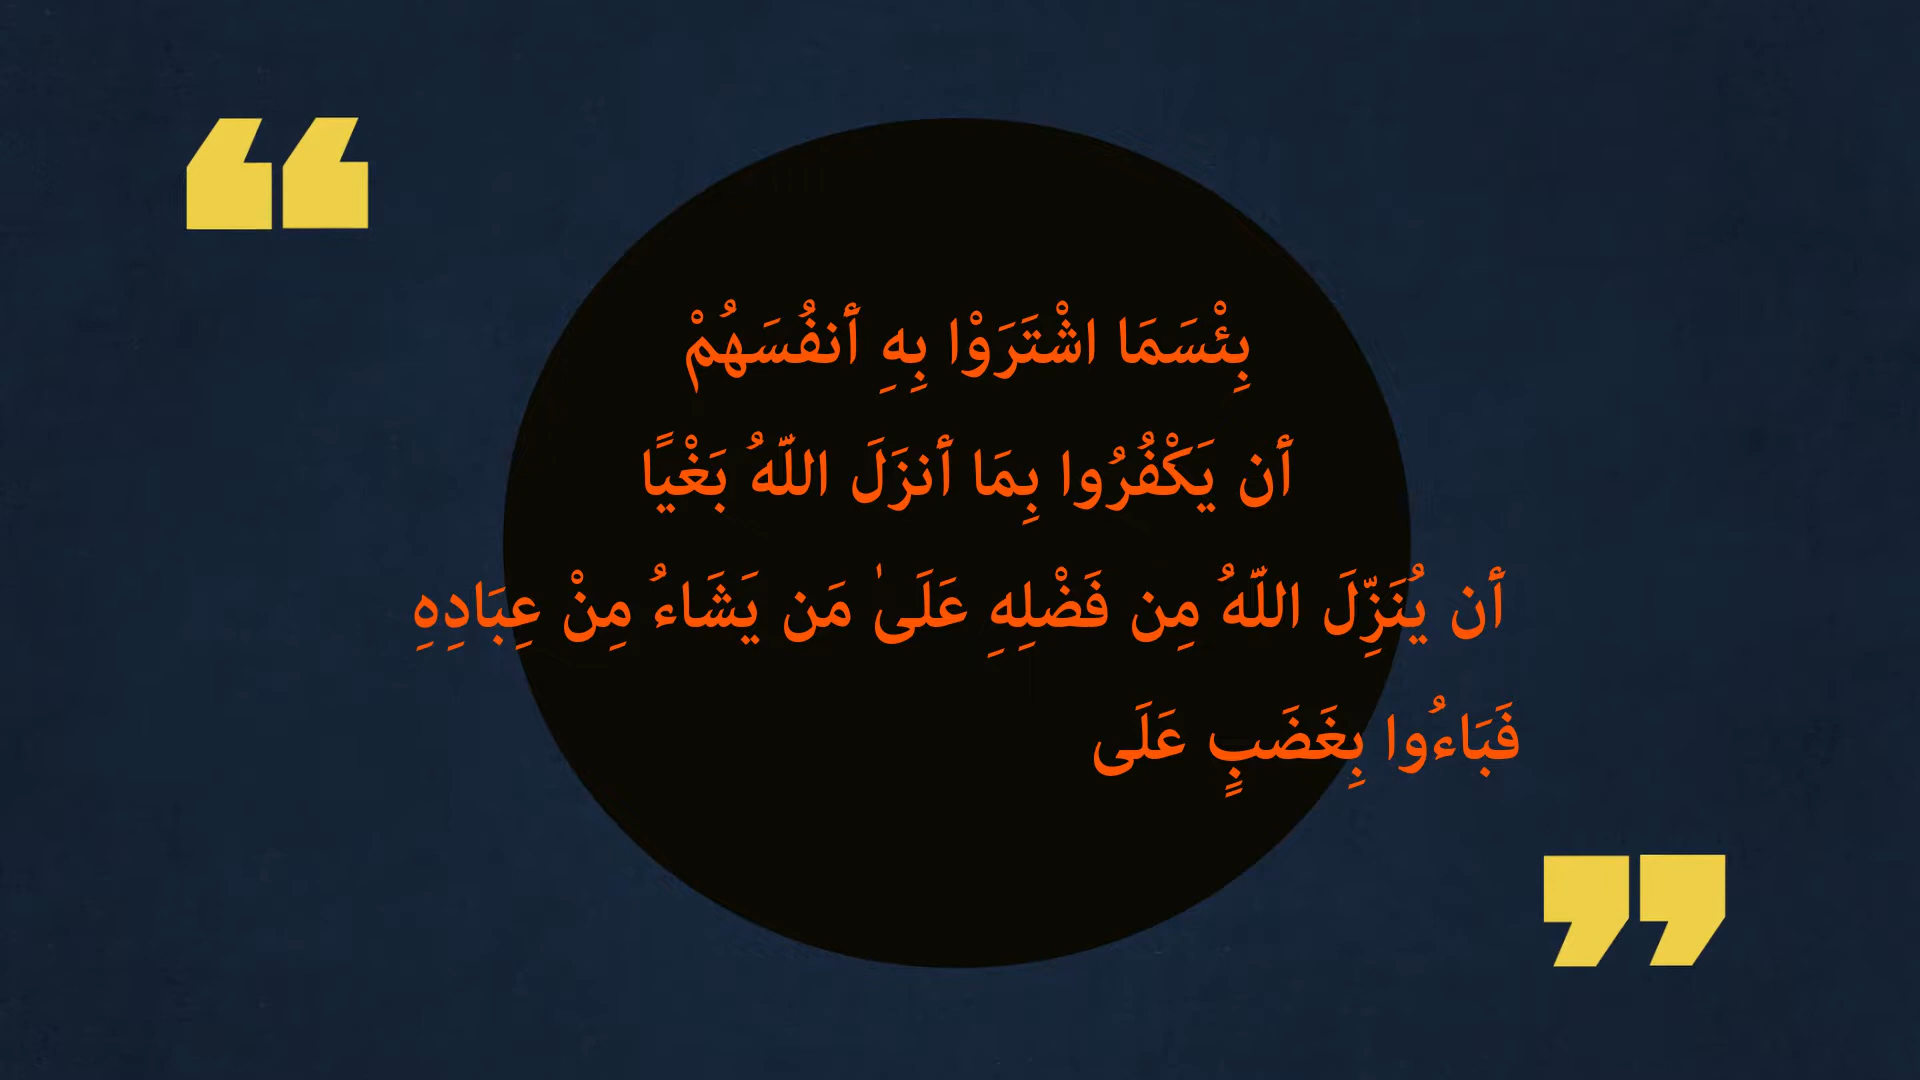 بِئْسَمَا اشْتَرَوْا بِهِ أَنفُسَهُمْ
أَن يَكْفُرُوا بِمَا أَنزَلَ اللَّهُ بَغْيًا
أَن يُنَزِّلَ اللَّهُ مِن فَضْلِهِ عَلَىٰ مَن يَشَاءُ مِنْ عِبَادِهِ
فَبَاءُوا بِغَضَبٍ عَلَى